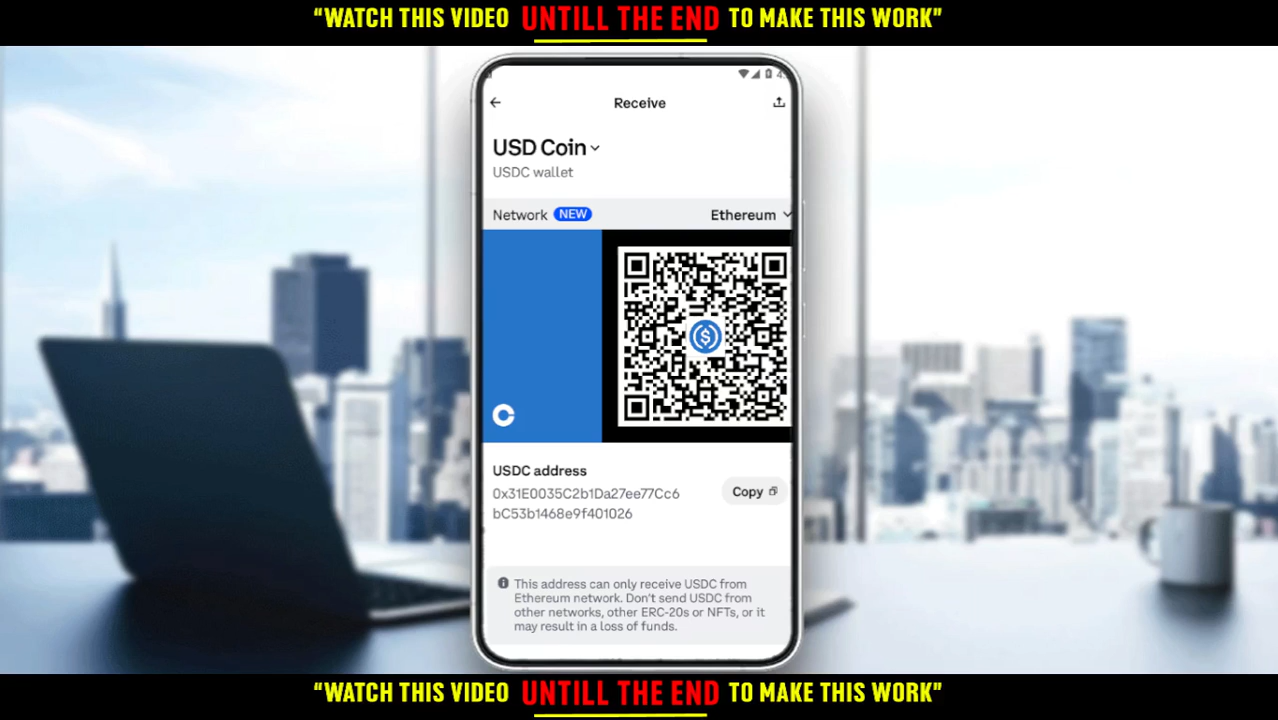 “WATCH THIS VIDEO UNTILL THE END TO MAKE THIS WORK”
Receive
USD Coin
USDC wallet
Network NEW Ethereum
USDC address
0x31E0035C2b1Da27ee77Cc6
bC53b1468e9f401026
Copy
This address can only receive USDC from
Ethereum network. Don't send USDC from
other networks, other ERC-20s or NFTs, or it
may result in a loss of funds.
“WATCH THIS VIDEO UNTILL THE END TO MAKE THIS WORK”